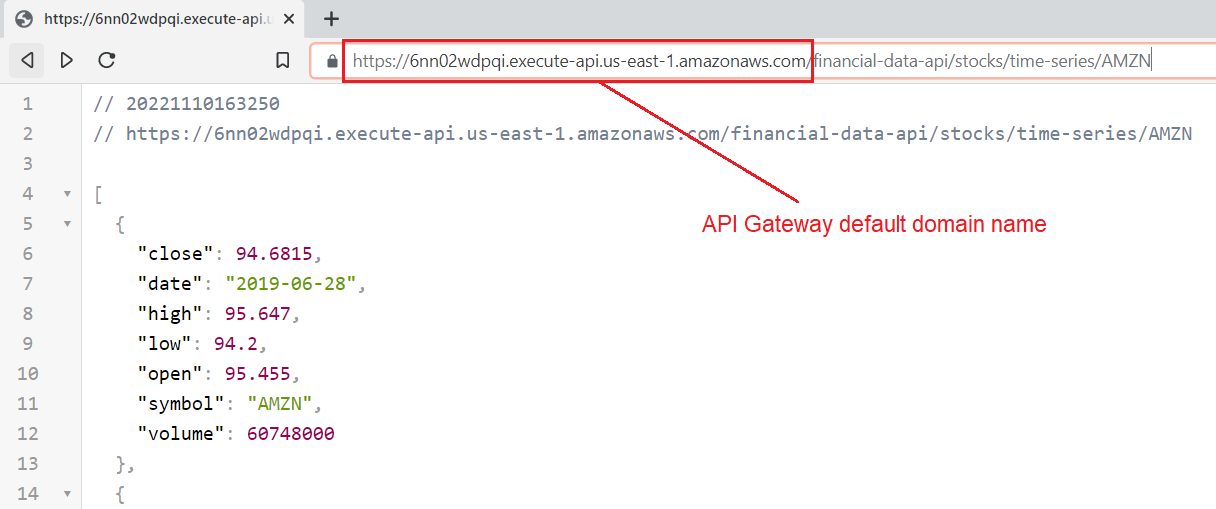 https://6nn02wdpqi.execute-api.u
https://6nn02wdpqi.execute-api.us-east-1.amazonaws.com/financial-data-api/stocks/time-series/AMZN
1 // 20221110163250
2 // https://6nn02wdpqi.execute-api.us-east-1.amazonaws.com/financial-data-api/stocks/time-series/AMZN
3
4 [
5 {
API Gateway default domain name
6 "close": 94.6815,
7 "date": "2019-06-28",
8 "high": 95.647,
9 "low": 94.2,
10 "open": 95.455,
11 "symbol": "AMZN",
12 "volume": 60748000
13 },
14 {